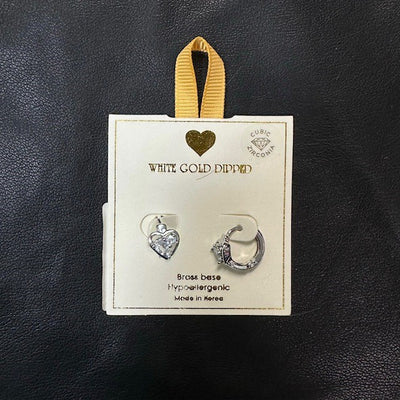 CUBIC
ZIRCONIA
WHITE GOLD DIPPED
Brass base
Hypoallergenic
Made in Korea